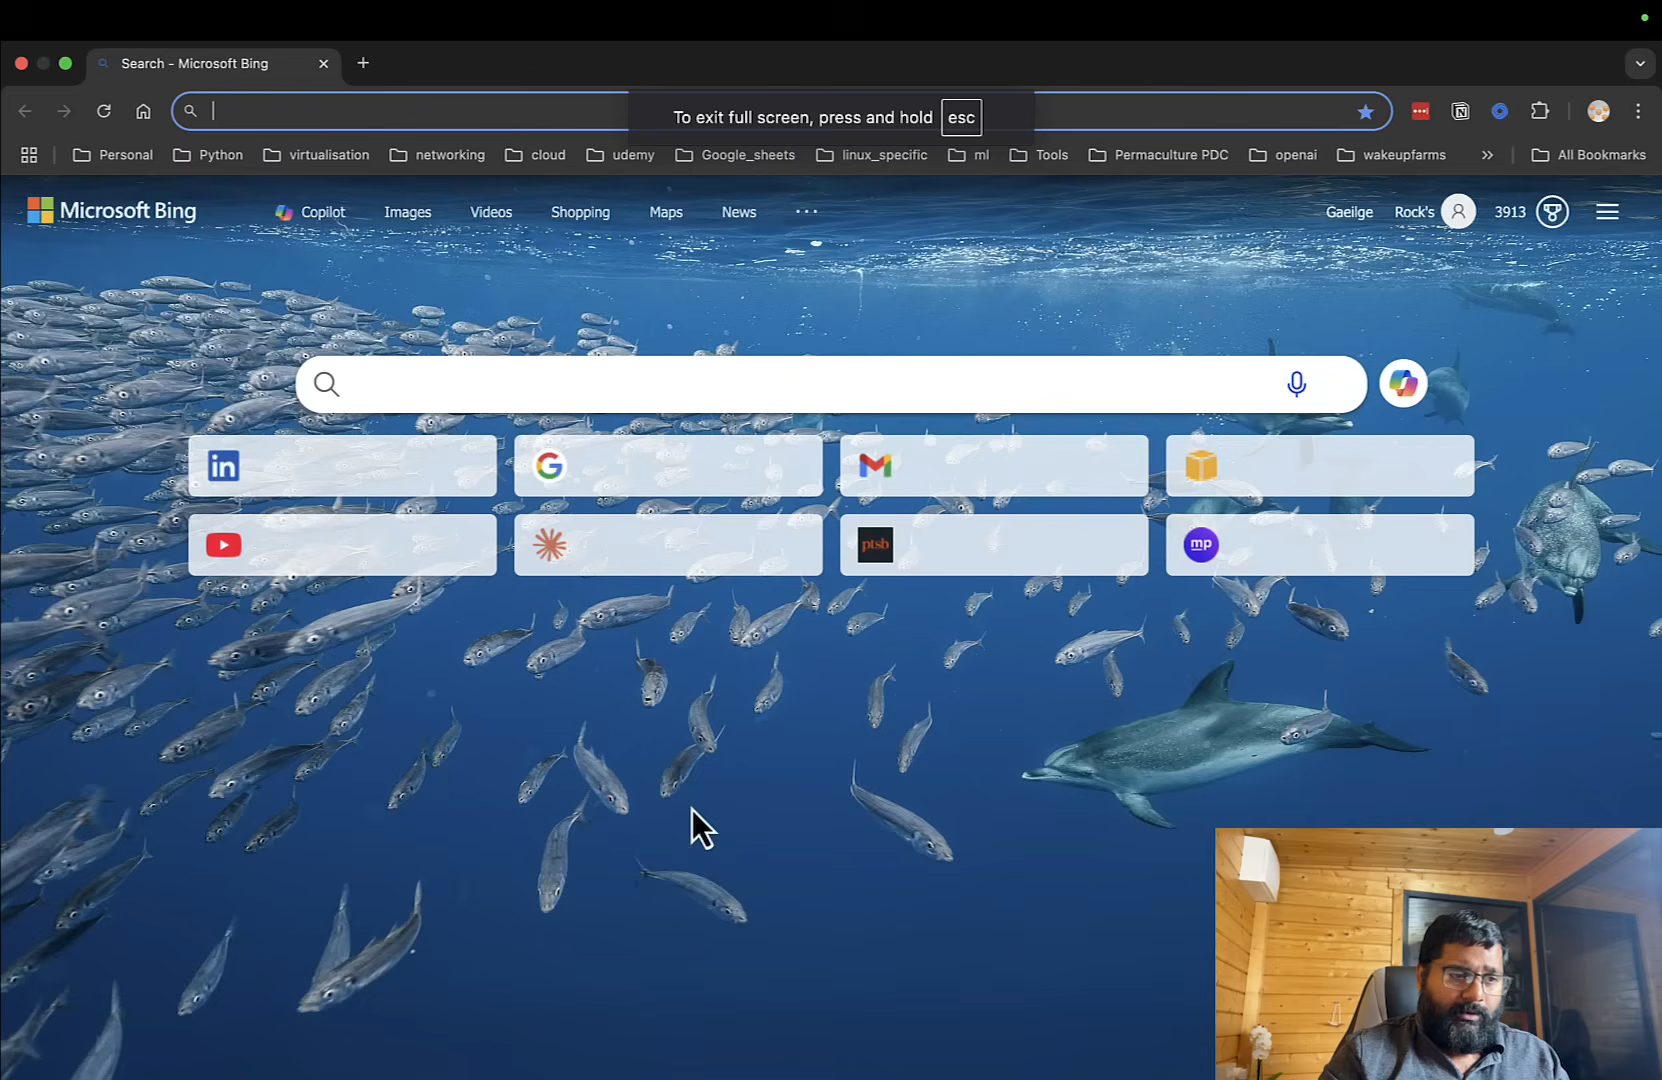 Search - Microsoft Bing
To exit full screen, press and hold esc
Personal Python virtualisation networking cloud udemy Google_sheets linux_specific ml Tools Permaculture PDC openai wakeupfarms » All Bookmarks
Microsoft Bing Copilot Images Videos Shopping Maps News Gaeilge Rock's 3913
in G M
ptsb mp